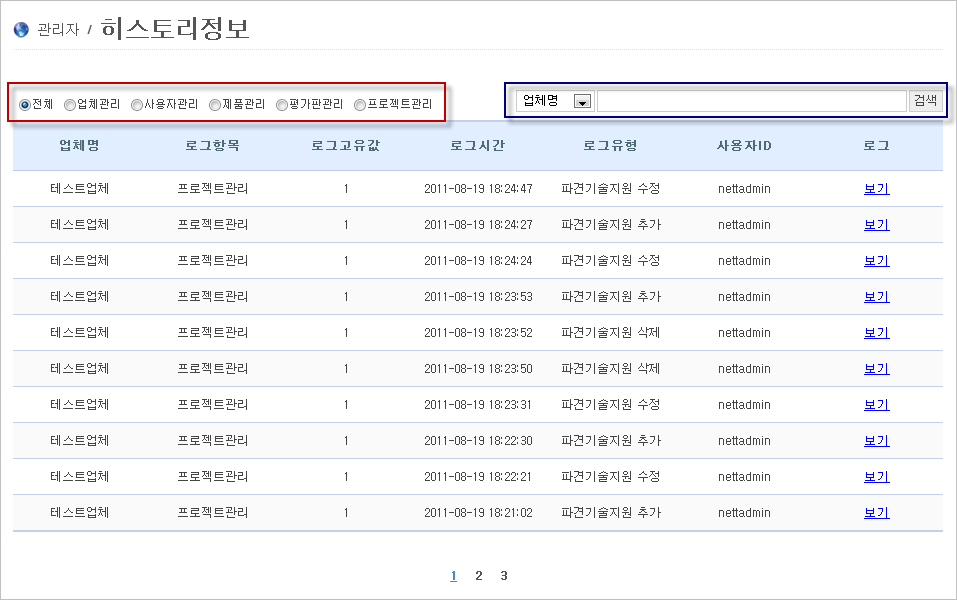 관리자 / 히스토리정보
전체 업체관리 사용자관리 제품관리 평가판관리 프로젝트관리 업체명 검색
업체명 로그항목 로그고유값 로그시간 로그유형 사용자ID 로그
테스트업체 프로젝트관리 1 2011-08-19 18:24:47 파견기술지원 수정 nettadmin 보기
테스트업체 프로젝트관리 1 2011-08-19 18:24:27 파견기술지원 추가 nettadmin 보기
테스트업체 프로젝트관리 1 2011-08-19 18:24:24 파견기술지원 수정 nettadmin 보기
테스트업체 프로젝트관리 1 2011-08-19 18:23:53 파견기술지원 추가 nettadmin 보기
테스트업체 프로젝트관리 1 2011-08-19 18:23:52 파견기술지원 삭제 nettadmin 보기
테스트업체 프로젝트관리 1 2011-08-19 18:23:50 파견기술지원 삭제 nettadmin 보기
테스트업체 프로젝트관리 1 2011-08-19 18:23:31 파견기술지원 수정 nettadmin 보기
테스트업체 프로젝트관리 1 2011-08-19 18:22:30 파견기술지원 추가 nettadmin 보기
테스트업체 프로젝트관리 1 2011-08-19 18:22:21 파견기술지원 수정 nettadmin 보기
테스트업체 프로젝트관리 1 2011-08-19 18:21:02 파견기술지원 추가 nettadmin 보기
1 2 3